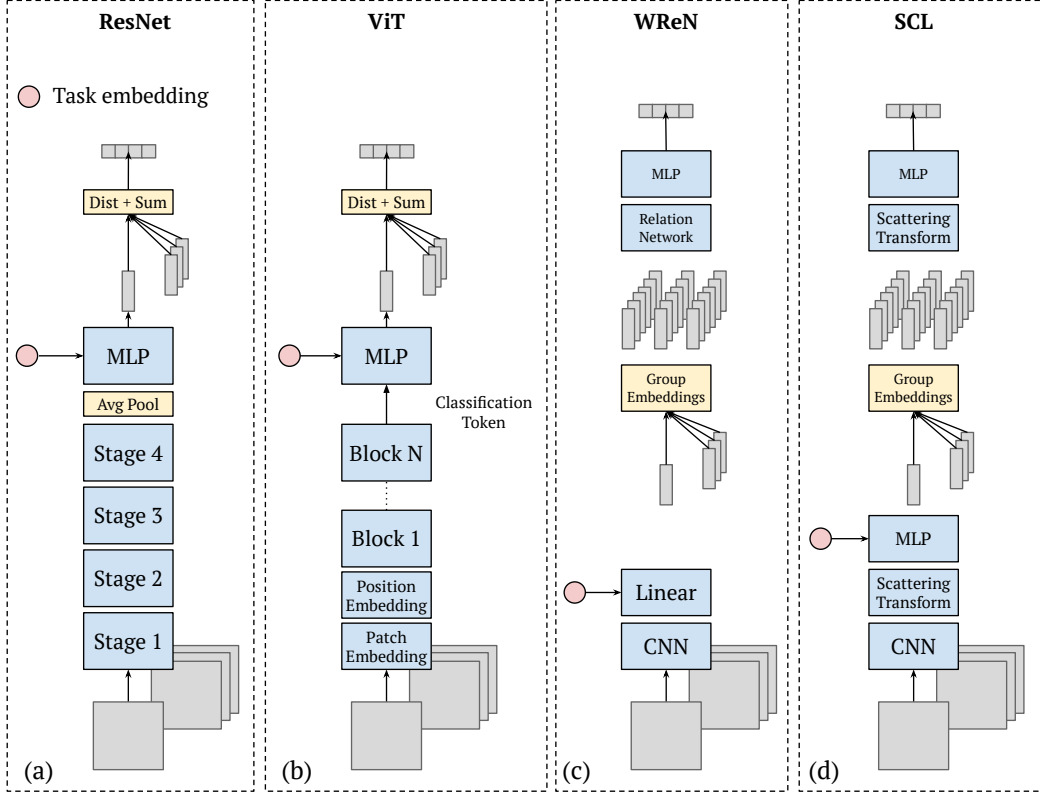 ResNet
Task embedding
Dist + Sum
MLP
Avg Pool
Stage 4
Stage 3
Stage 2
Stage 1
(a)
ViT
Dist + Sum
MLP
Classification
Token
Block N
Block 1
Position
Embedding
Patch
Embedding
(b)
WReN
MLP
Relation
Network
Group
Embeddings
Linear
CNN
(c)
SCL
MLP
Scattering
Transform
Group
Embeddings
MLP
Scattering
Transform
CNN
(d)